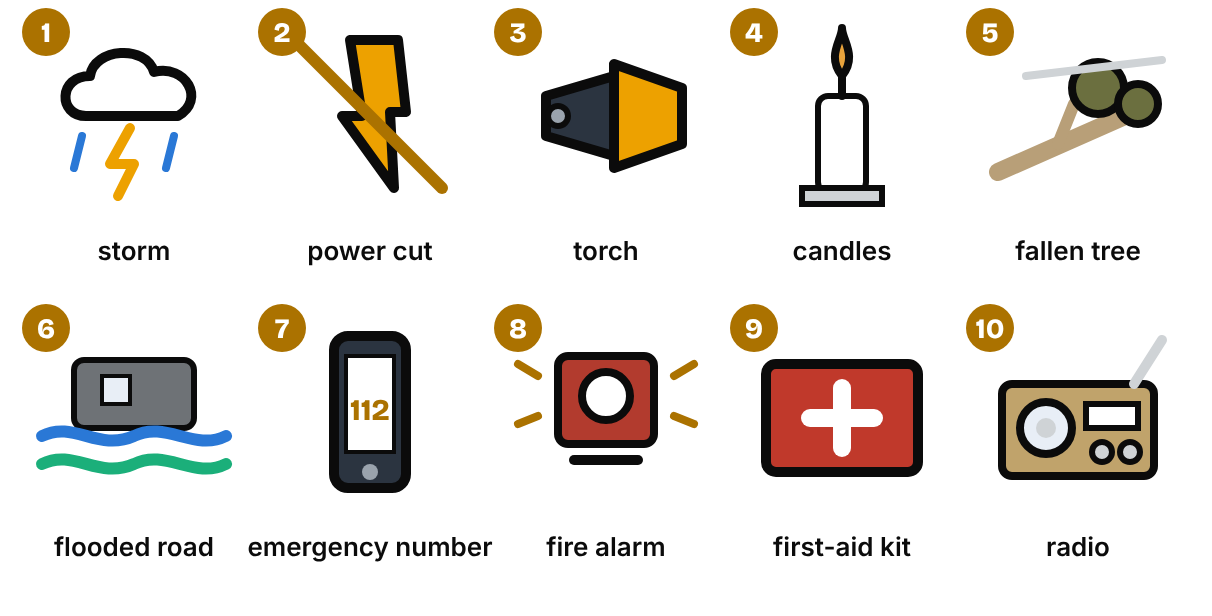 1
storm
2
power cut
3
torch
4
candles
5
fallen tree
6
flooded road
7
112
emergency number
8
fire alarm
9
first-aid kit
10
radio